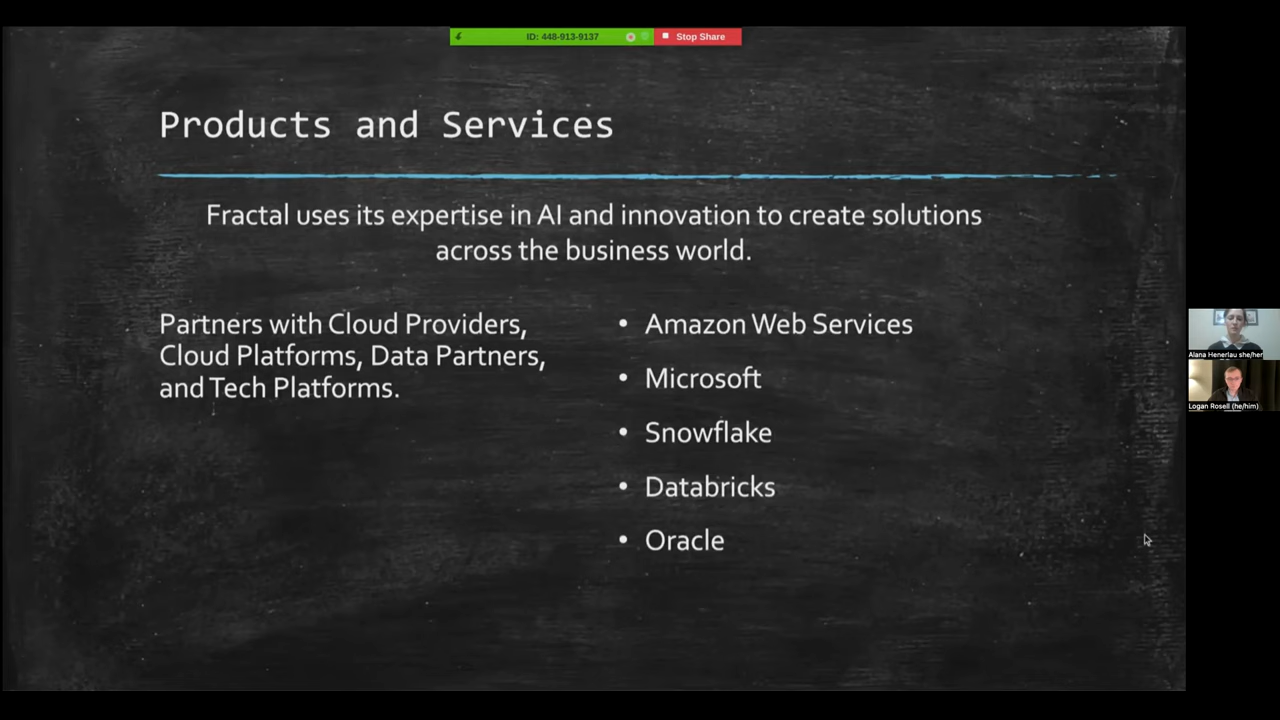 ID: 448-913-9137
Stop Share
Products and Services
Fractal uses its expertise in AI and innovation to create solutions
across the business world.
Partners with Cloud Providers,
Cloud Platforms, Data Partners,
and Tech Platforms.
• Amazon Web Services
• Microsoft
• Snowflake
• Databricks
• Oracle
Alana Henerlau she/her
Logan Rosell (he/him)